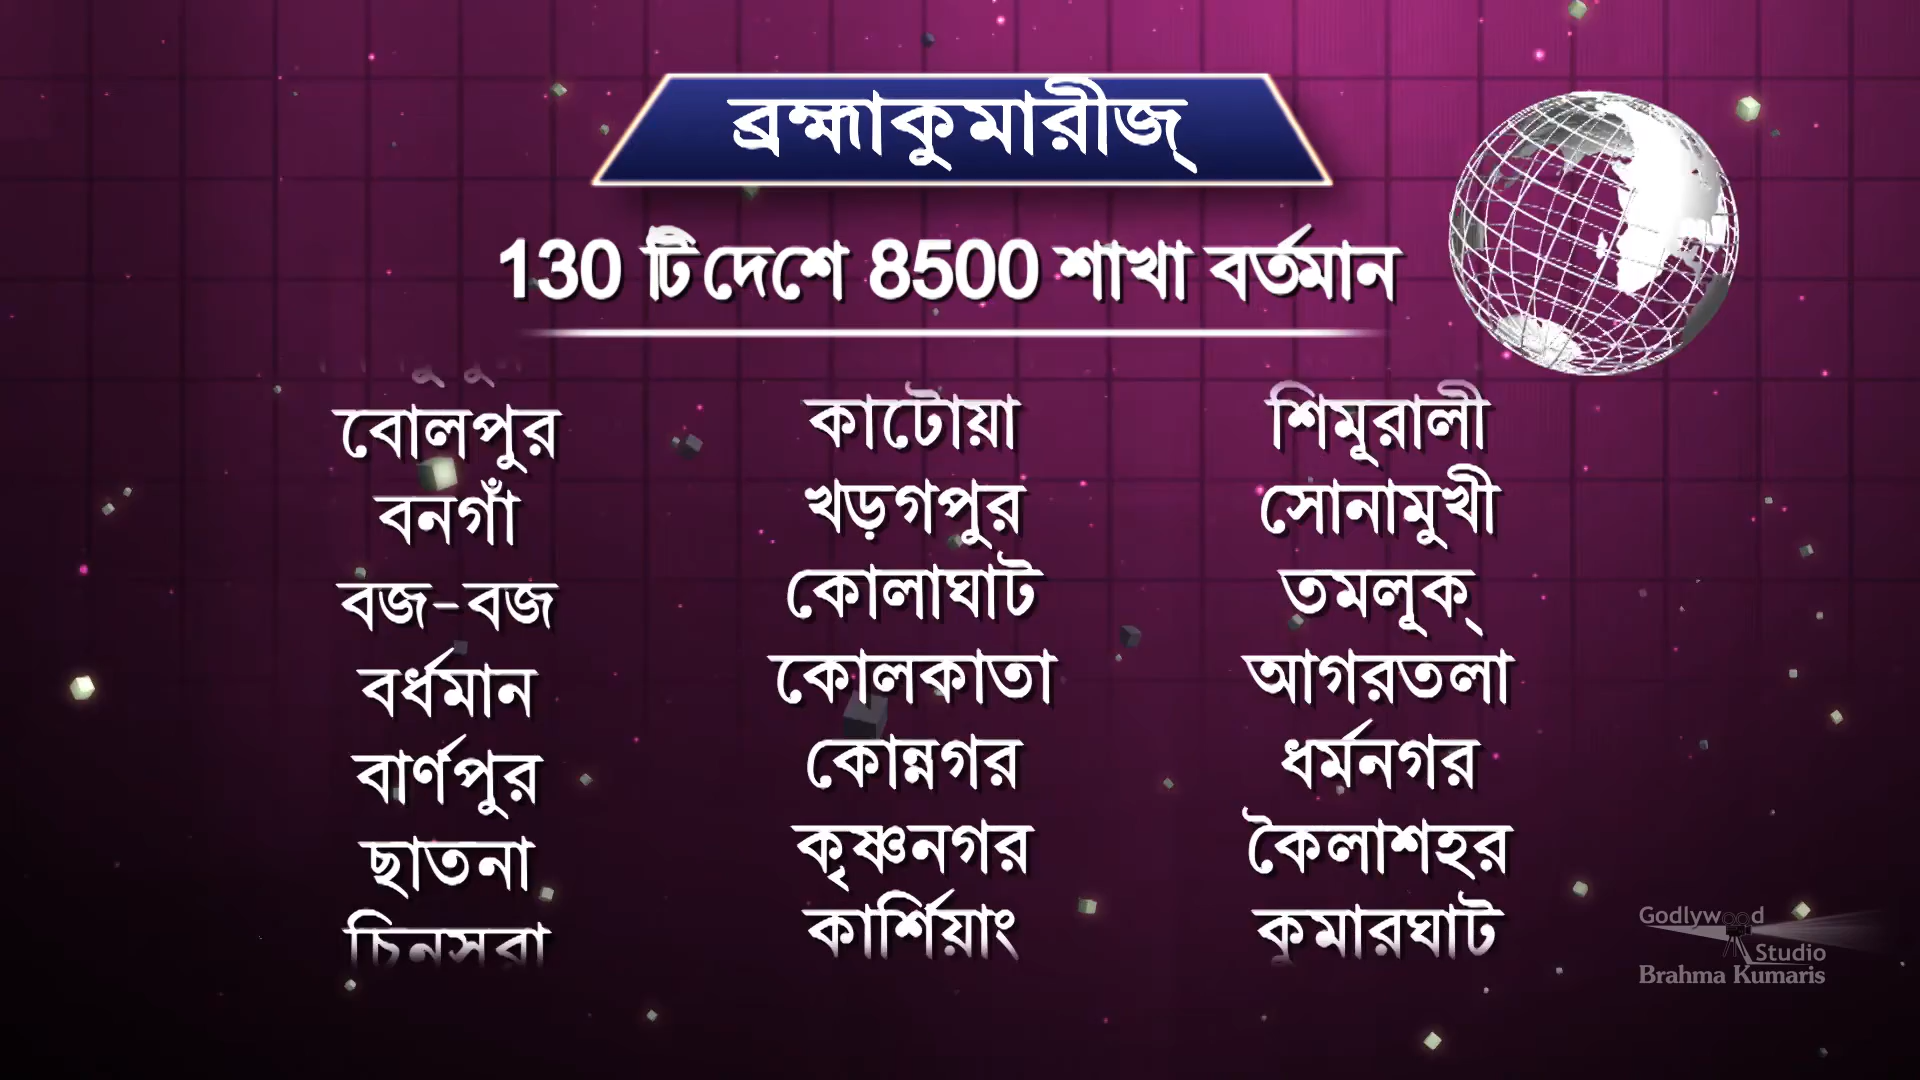 ব্রহ্মাকুমারীজ্
130 টি দেশে 8500 শাখা বর্তমান
বোলপুর
বনগাঁ
বজ-বজ
বর্ধমান
বার্ণপুর
ছাতনা
চিনসুরা
কাটোয়া
খড়গপুর
কোলাঘাট
কোলকাতা
কোন্নগর
কৃষ্ণনগর
কার্শিয়াং
শিমূরালী
সোনামুখী
তমলূক্
আগরতলা
ধর্মনগর
কৈলাশহর
কুমারঘাট
Godlywood
Studio
Brahma Kumaris